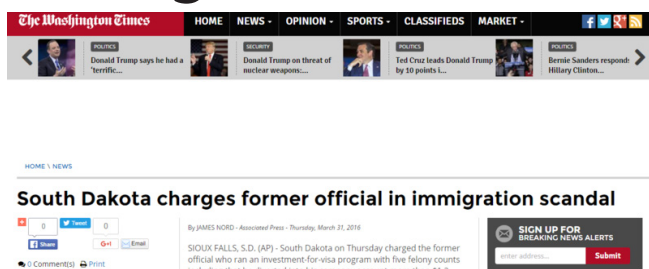 The Washington Times
HOME NEWS OPINION SPORTS CLASSIFIEDS MARKET
POLITICS
Donald Trump says he had a
'terrific...
SECURITY
Donald Trump on threat of
nuclear weapons:...
POLITICS
Ted Cruz leads Donald Trump
by 10 points i...
POLITICS
Bernie Sanders responds
Hillary Clinton...
HOME \ NEWS
South Dakota charges former official in immigration scandal
0 Tweet 0
Share G+1 Email
0 Comment(s) Print
By JAMES NORD - Associated Press - Thursday, March 31, 2016
SIOUX FALLS, S.D. (AP) - South Dakota on Thursday charged the former
official who ran an investment-for-visa program with five felony counts
SIGN UP FOR
BREAKING NEWS ALERTS
enter address...
Submit